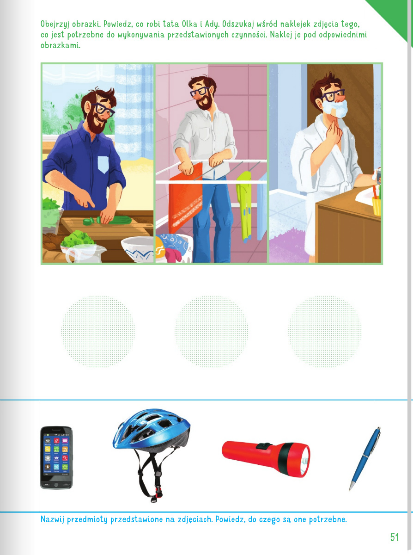 Obejrzyj obrazki. Powiedz, co robi tata Olka i Ady. Odszukaj wśród naklejek zdjęcia tego,
co jest potrzebne do wykonywania przedstawionych czynności. Naklej je pod odpowiednimi
obrazkami.
Nazwij przedmioty przedstawione na zdjęciach. Powiedz, do czego są one potrzebne.
51